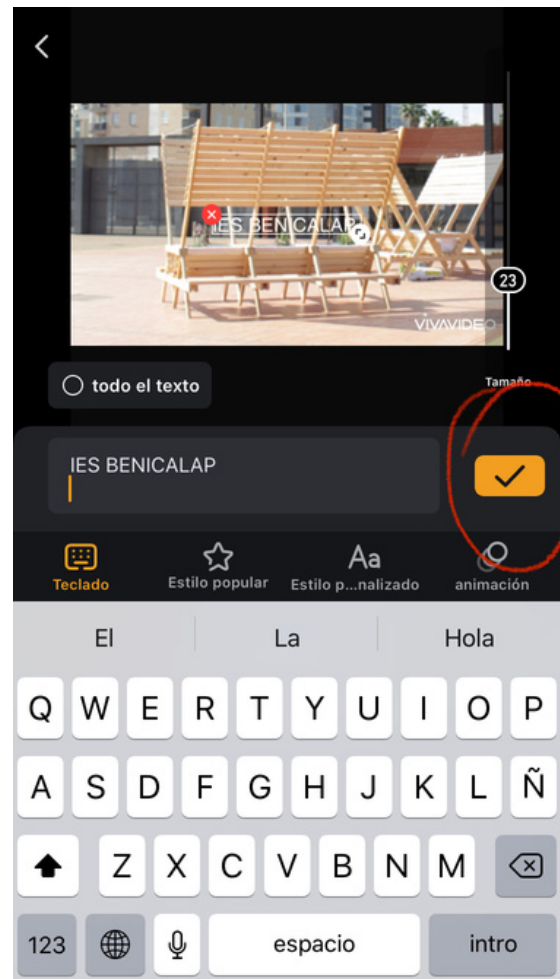 IES BENICALAP
23
VIVAVIDEO
todo el texto
Tamaño
IES BENICALAP
Teclado
Estilo popular
Estilo p...nalizado
animación
El
La
Hola
Q W E R T Y U I O P
A S D F G H J K L Ñ
Z X C V B N M
123
espacio
intro